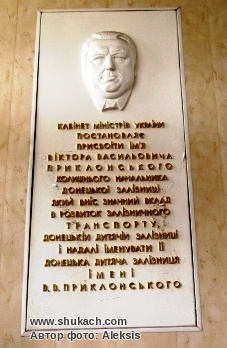 КАБІНЕТ МІНІСТРІВ УКРАЇНИ
ПОСТАНОВЛЯЄ
ПРИСВОЇТИ ІМ'Я
ВІКТОРА ВАСИЛЬОВИЧА
ПРИКЛОНСЬКОГО
КОЛИШНЬОГО НАЧАЛЬНИКА
ДОНЕЦЬКОЇ ЗАЛІЗНИЦІ
ЯКИЙ ВНІС ЗНАЧНИЙ ВКЛАД
В РОЗВИТОК ЗАЛІЗНИЧНОГО
ТРАНСПОРТУ,
ДОНЕЦЬКІЙ ДИТЯЧІЙ ЗАЛІЗНИЦІ
І НАДАЛІ ІМЕНУВАТИ ЇЇ
ДОНЕЦЬКА ДИТЯЧА ЗАЛІЗНИЦЯ
ІМЕНІ
В.В.ПРИКЛОНСЬКОГО
www.shukach.com
Автор фото: Aleksis